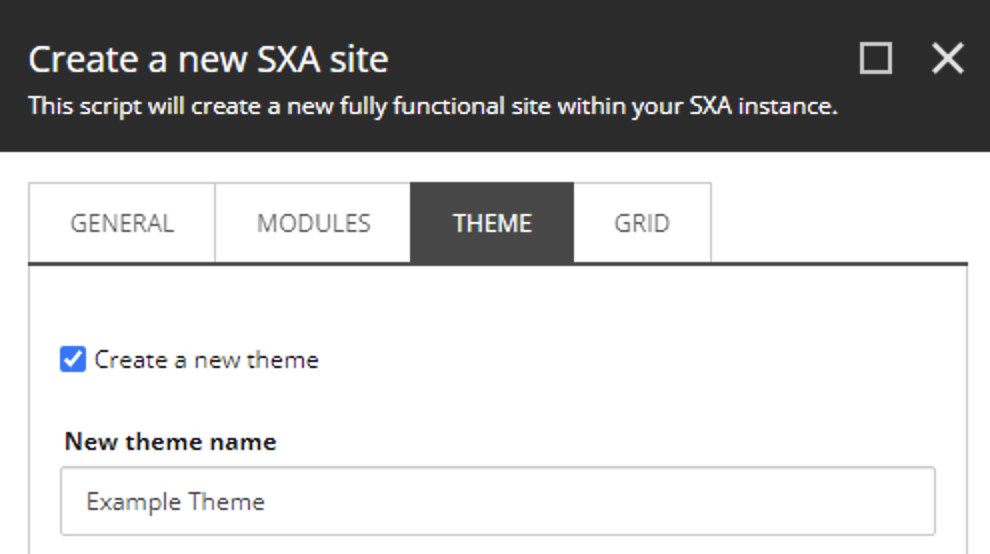 Create a new SXA site
This script will create a new fully functional site within your SXA instance.
GENERAL MODULES THEME GRID
Create a new theme
New theme name
Example Theme